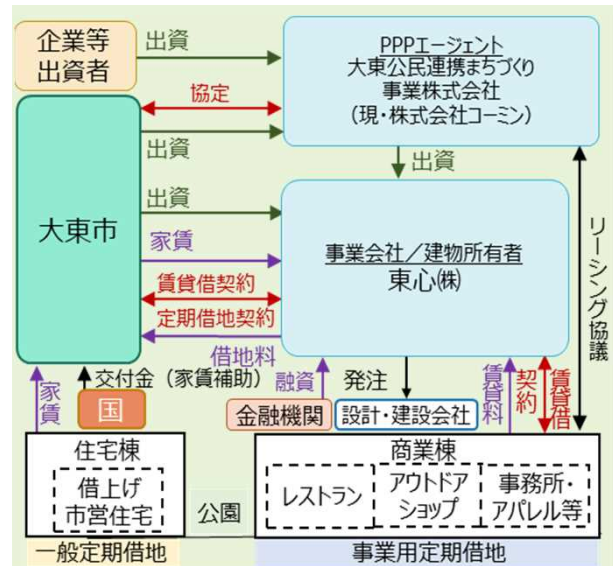 企業等
出資者
出資
PPPエージェント
大東公民連携まちづくり
事業株式会社
（現・株式会社コーミン）
協定
出資
出資
出資
大東市
家賃
事業会社／建物所有者
東心㈱
賃貸借契約
定期借地契約
借地料
リーシング協議
家賃
交付金（家賃補助）
国
融資
発注
金融機関
設計・建設会社
賃貸料
賃貸借
契約
住宅棟
借上げ
市営住宅
公園
商業棟
レストラン
アウトドア
ショップ
事務所・
アパレル等
一般定期借地
事業用定期借地